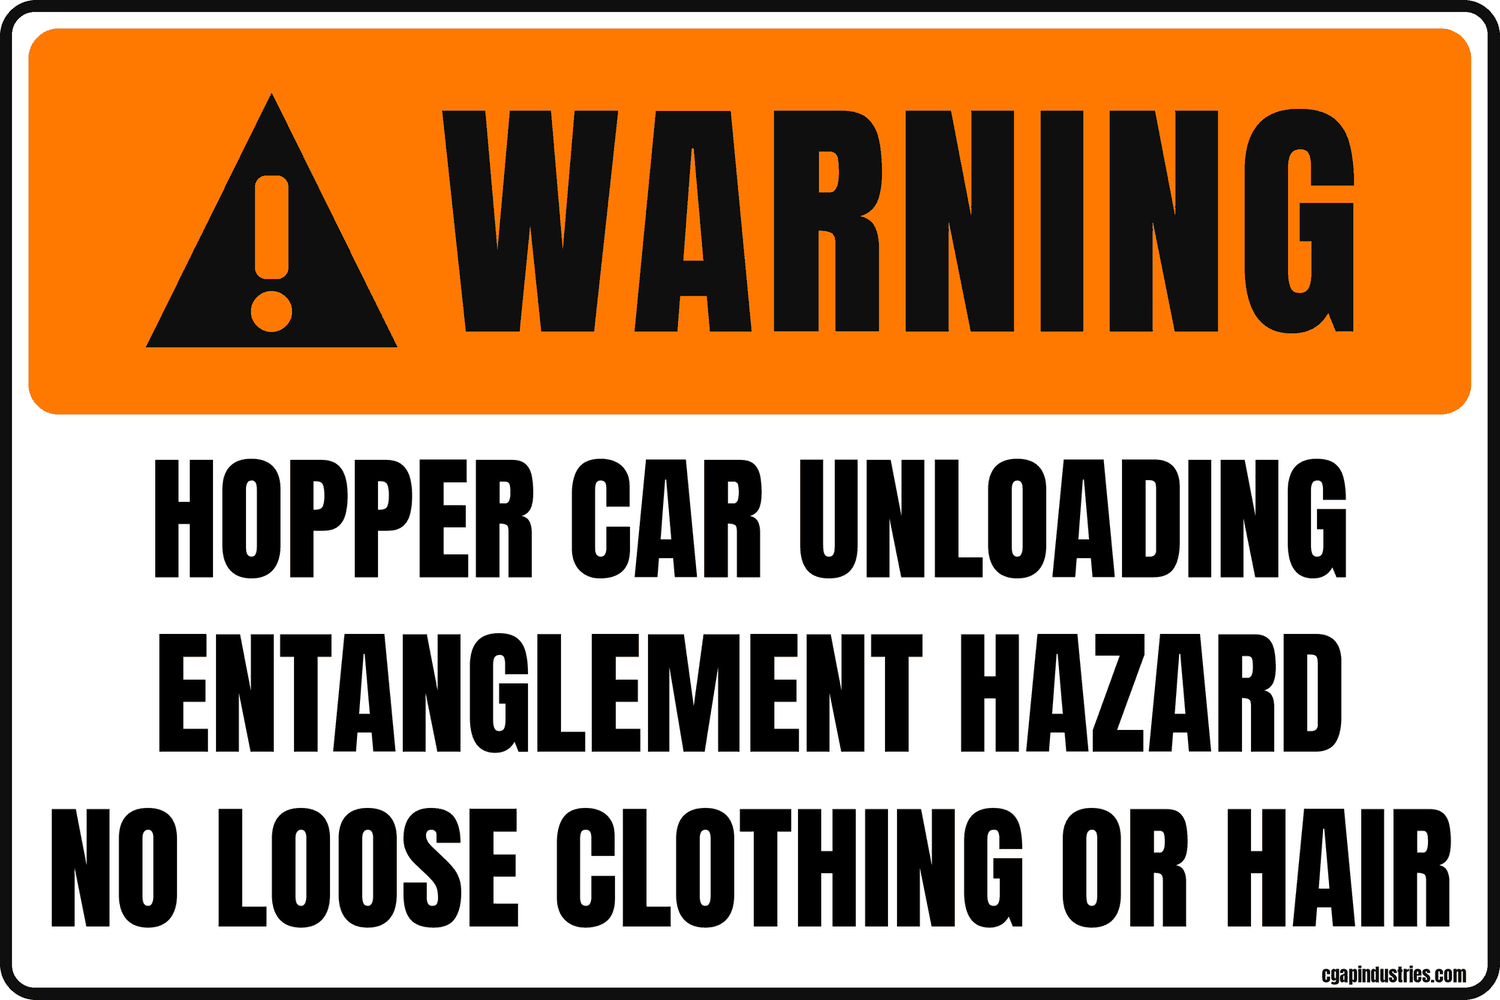 WARNING
HOPPER CAR UNLOADING
ENTANGLEMENT HAZARD
NO LOOSE CLOTHING OR HAIR
cgapindustries.com